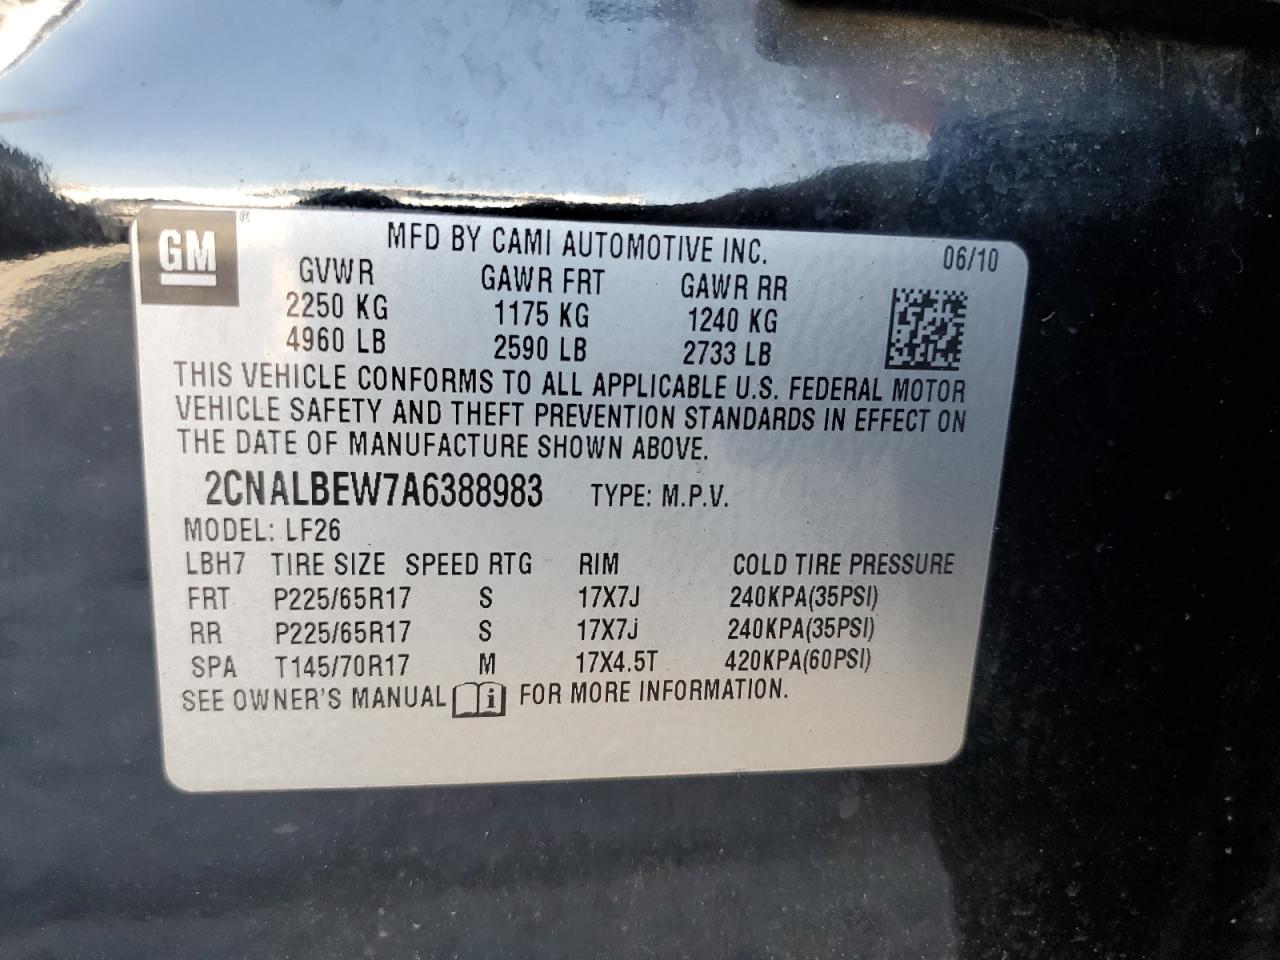 GM ®
MFD BY CAMI AUTOMOTIVE INC. 06/10
GVWR GAWR FRT GAWR RR
2250 KG 1175 KG 1240 KG
4960 LB 2590 LB 2733 LB
THIS VEHICLE CONFORMS TO ALL APPLICABLE U.S. FEDERAL MOTOR
VEHICLE SAFETY AND THEFT PREVENTION STANDARDS IN EFFECT ON
THE DATE OF MANUFACTURE SHOWN ABOVE.
2CNALBEW7A6388983 TYPE: M.P.V.
MODEL: LF26
LBH7 TIRE SIZE SPEED RTG RIM COLD TIRE PRESSURE
FRT P225/65R17 S 17X7J 240KPA(35PSI)
RR P225/65R17 S 17X7J 240KPA(35PSI)
SPA T145/70R17 M 17X4.5T 420KPA(60PSI)
SEE OWNER'S MANUAL i FOR MORE INFORMATION.